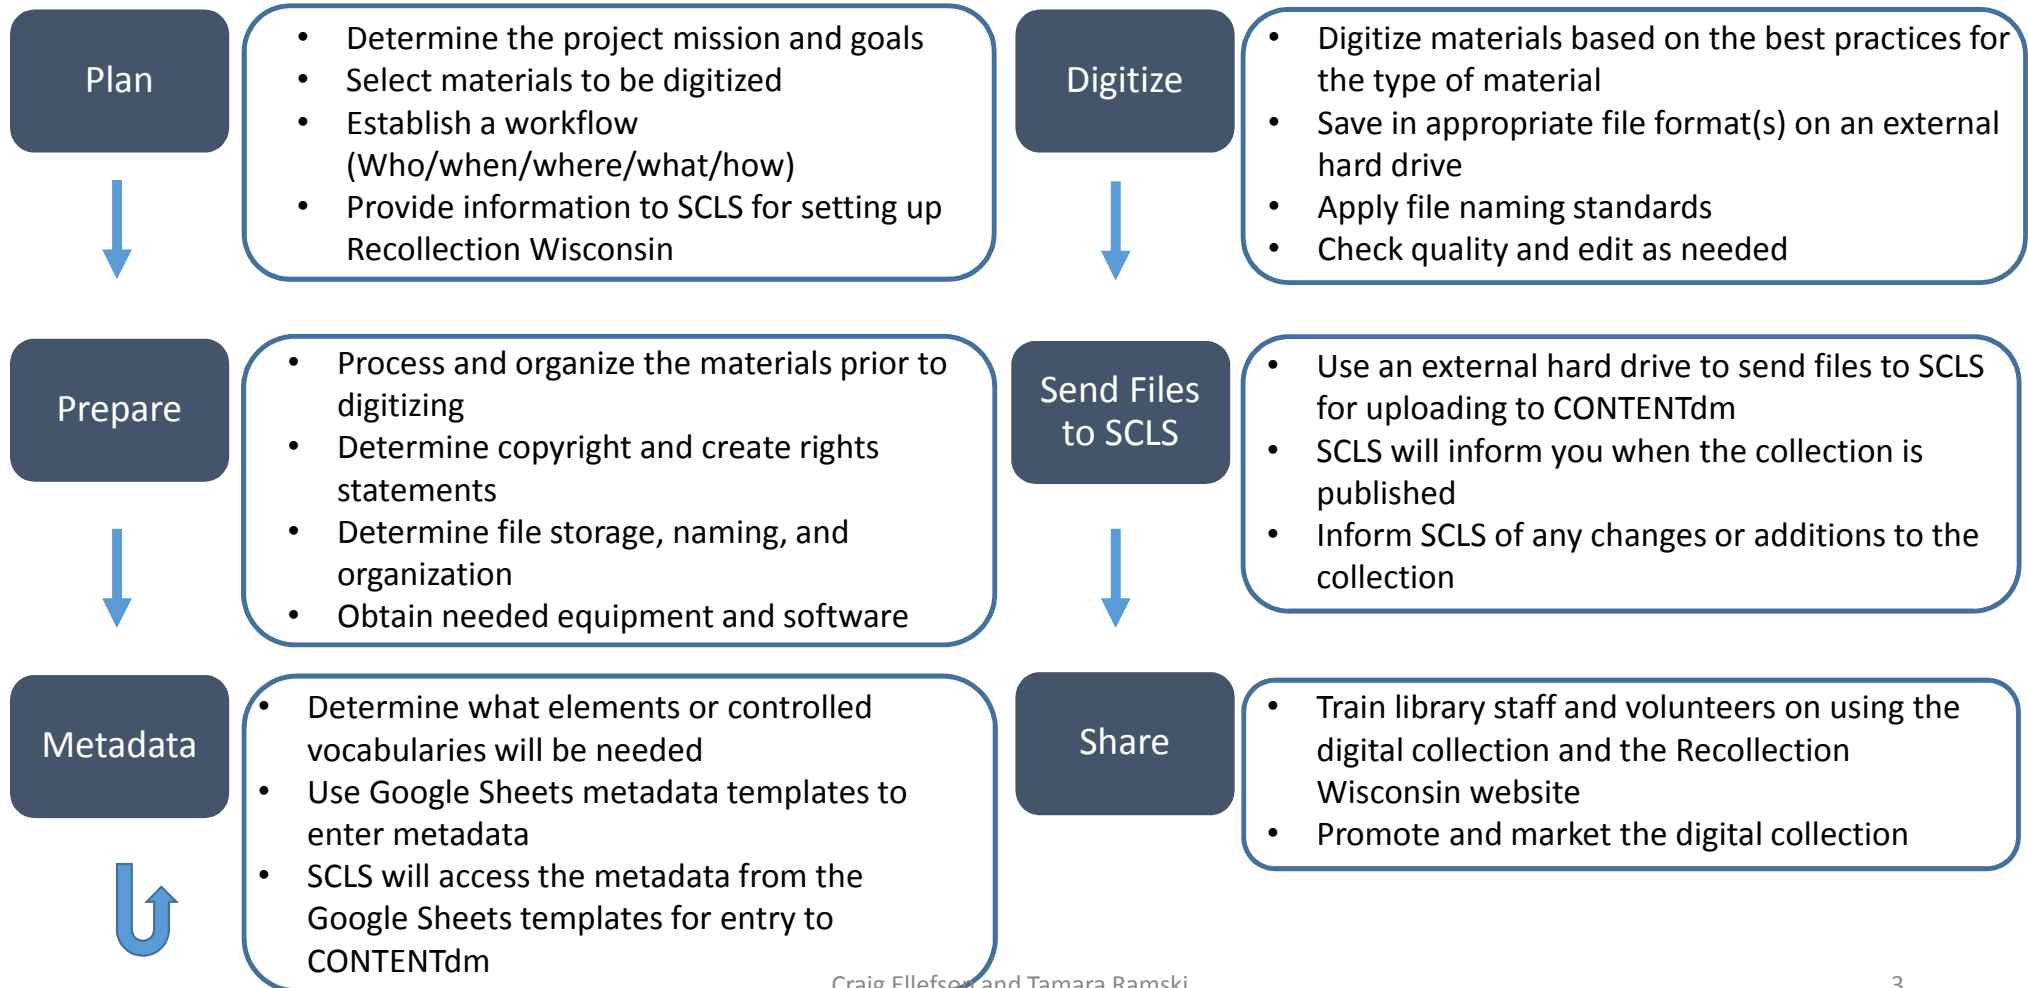 Plan
• Determine the project mission and goals
• Select materials to be digitized
• Establish a workflow
(Who/when/where/what/how)
• Provide information to SCLS for setting up
Recollection Wisconsin
Prepare
• Process and organize the materials prior to
digitizing
• Determine copyright and create rights
statements
• Determine file storage, naming, and
organization
• Obtain needed equipment and software
Metadata
• Determine what elements or controlled
vocabularies will be needed
• Use Google Sheets metadata templates to
enter metadata
• SCLS will access the metadata from the
Google Sheets templates for entry to
CONTENTdm
Digitize
• Digitize materials based on the best practices for
the type of material
• Save in appropriate file format(s) on an external
hard drive
• Apply file naming standards
• Check quality and edit as needed
Send Files
to SCLS
• Use an external hard drive to send files to SCLS
for uploading to CONTENTdm
• SCLS will inform you when the collection is
published
• Inform SCLS of any changes or additions to the
collection
Share
• Train library staff and volunteers on using the
digital collection and the Recollection
Wisconsin website
• Promote and market the digital collection
Craig Ellefson and Tamara Ramski
3